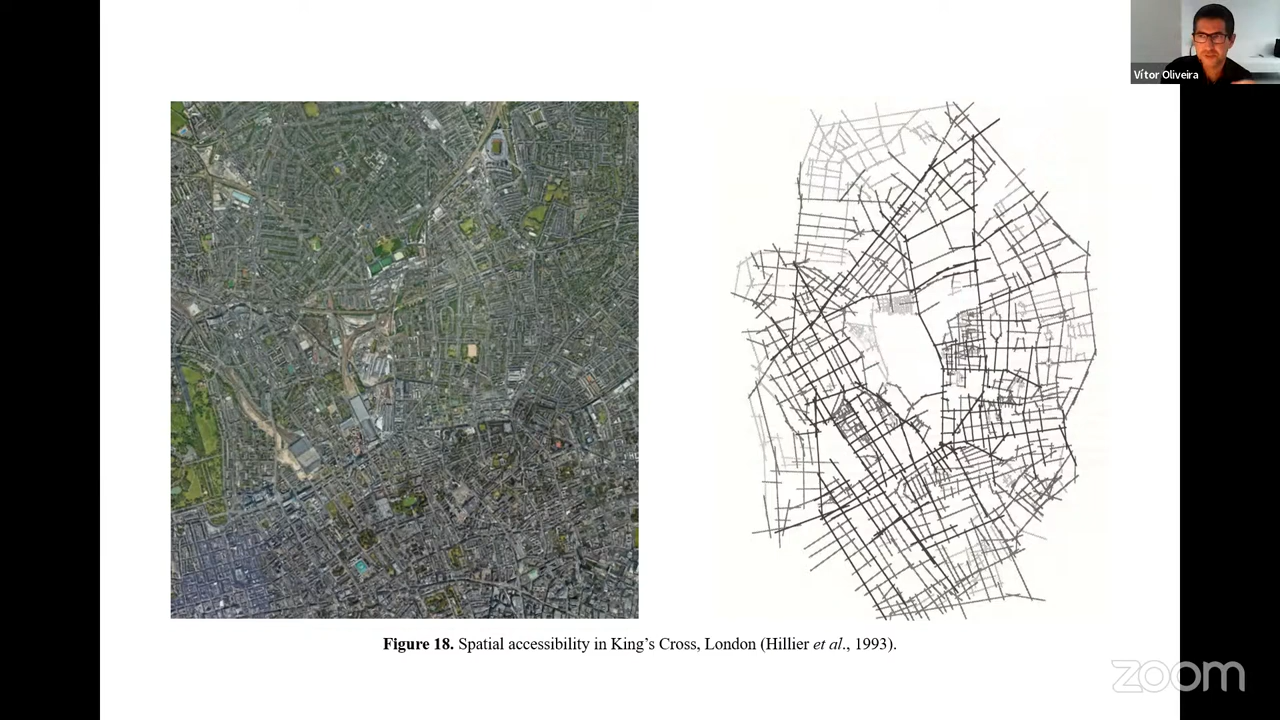 Vítor Oliveira
Figure 18. Spatial accessibility in King's Cross, London (Hillier et al., 1993).
zoom